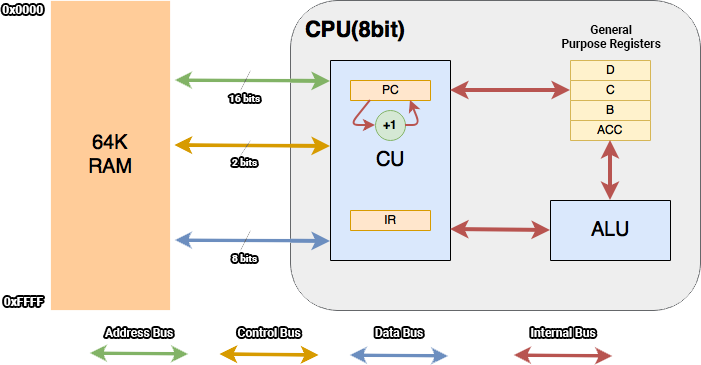 0x0000
CPU(8bit)
General
Purpose Registers
D
C
B
ACC
PC
+1
CU
16 bits
64K
RAM
2 bits
IR
ALU
8 bits
0xFFFF
Address Bus
Control Bus
Data Bus
Internal Bus